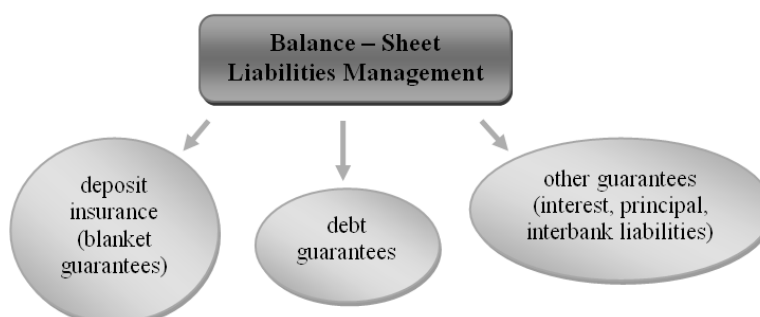 Balance – Sheet
Liabilities Management
deposit
insurance
(blanket
guarantees)
debt
guarantees
other guarantees
(interest, principal,
interbank liabilities)